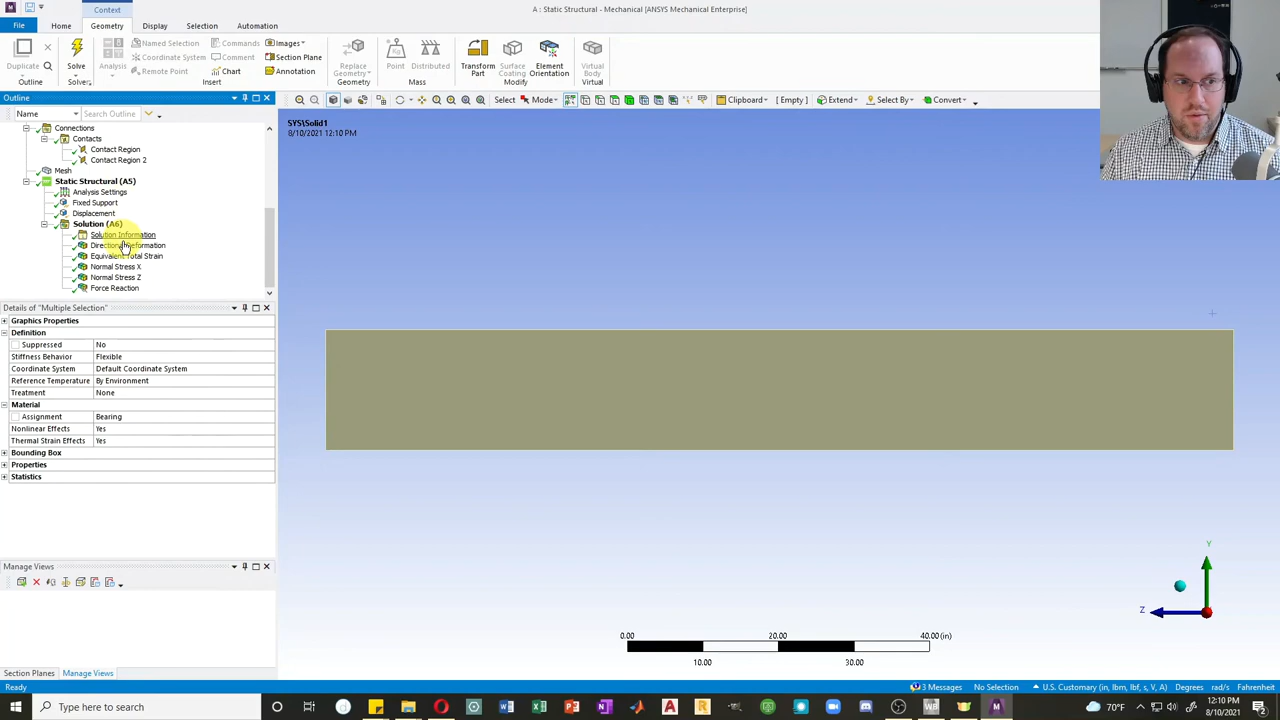 Context
A : Static Structural - Mechanical [ANSYS Mechanical Enterprise]
File Home Geometry Display Selection Automation
Duplicate
Outline
Solve
Solver
Analysis
Named Selection
Remote Point
Commands
Coordinate System
Comment
Chart
Images
Section Plane
Annotation
Insert
Replace Geometry
Geometry
Point
Distributed
Mass
Transform Part
Surface Coating
Element Orientation
Modify
Virtual Body
Virtual
Outline
Name Search Outline
Select Mode Clipboard [ Empty ] Extend Select By Convert
Connections
Contacts
Contact Region
Contact Region 2
Mesh
Static Structural (A5)
Analysis Settings
Fixed Support
Displacement
Solution (A6)
Solution Information
Equivalent Total Strain
Normal Stress X
Normal Stress Z
Force Reaction
SYS\Solid1
8/10/2021 12:10 PM
Details of "Multiple Selection"
Graphics Properties
Definition
Suppressed No
Stiffness Behavior Flexible
Coordinate System Default Coordinate System
Reference Temperature By Environment
Treatment None
Material
Assignment Bearing
Nonlinear Effects Yes
Thermal Strain Effects Yes
Bounding Box
Properties
Statistics
Manage Views
Y
Z
0.00 20.00 40.00 (in)
10.00 30.00
Section Planes Manage Views
Ready 3 Messages No Selection U.S. Customary (in, lbm, lbf, s, V, A) Degrees rad/s Fahrenheit
Type here to search 70°F 12:10 PM
8/10/2021